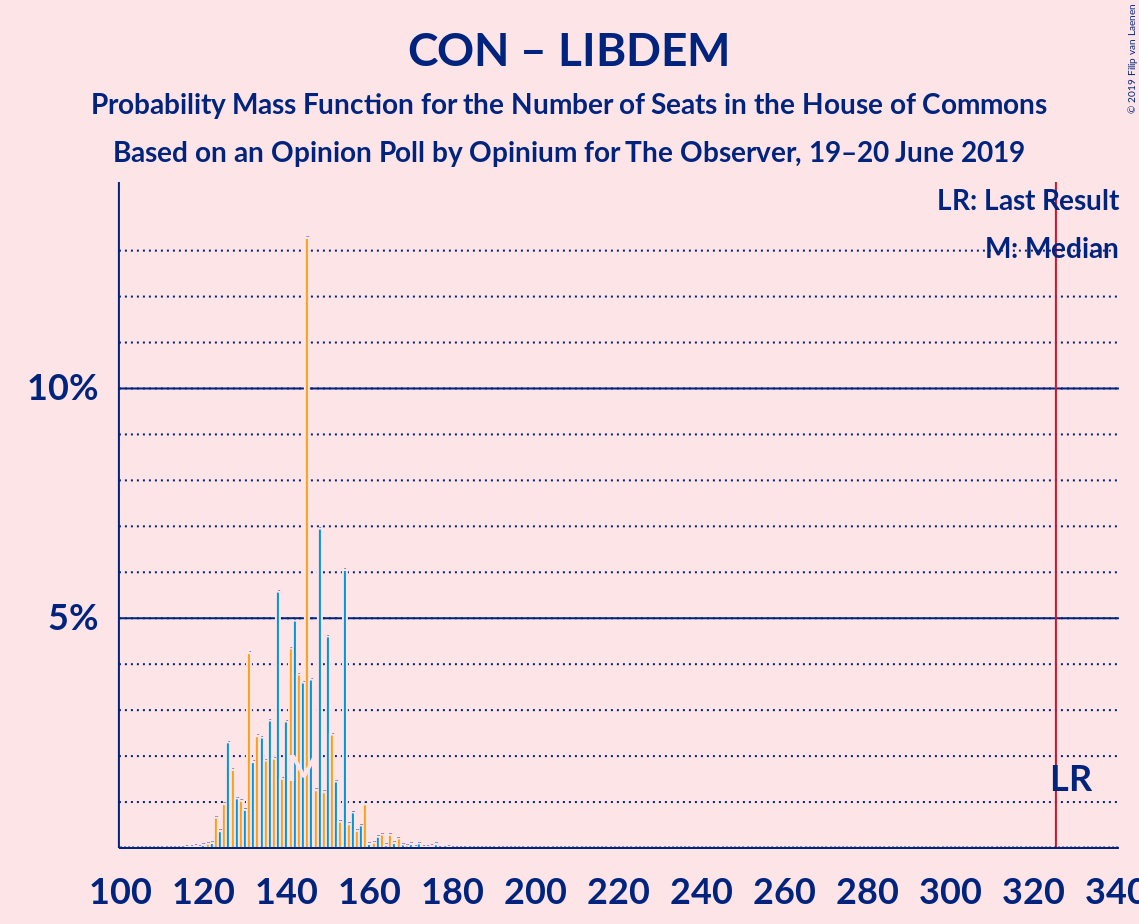 CON – LIBDEM
Probability Mass Function for the Number of Seats in the House of Commons
Based on an Opinion Poll by Opinium for The Observer, 19–20 June 2019
© 2019 Filip van Laenen
LR: Last Result
M: Median
10%
5%
LR
100 120 140 160 180 200 220 240 260 280 300 320 340